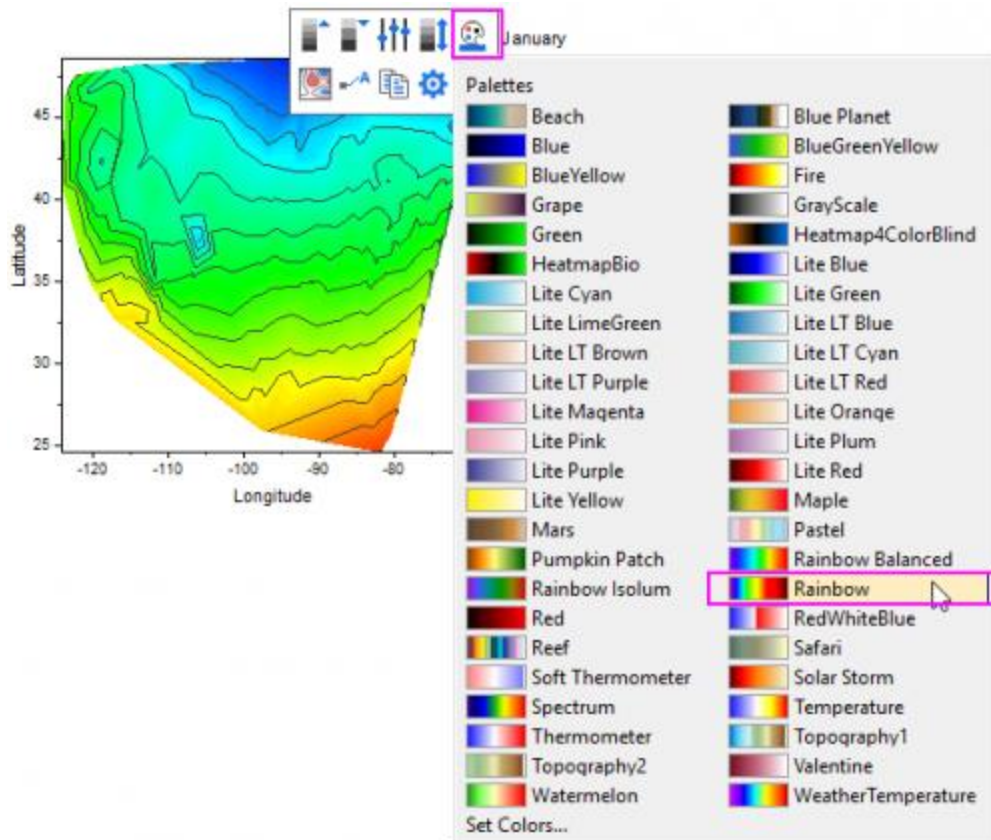 January
A
Palettes
Beach Blue Planet
Blue BlueGreenYellow
BlueYellow Fire
Grape GrayScale
Green Heatmap4ColorBlind
HeatmapBio Lite Blue
Lite Cyan Lite Green
Lite LimeGreen Lite LT Blue
Lite LT Brown Lite LT Cyan
Lite LT Purple Lite LT Red
Lite Magenta Lite Orange
Lite Pink Lite Plum
Lite Purple Lite Red
Lite Yellow Maple
Mars Pastel
Pumpkin Patch Rainbow Balanced
Rainbow Isolum Rainbow
Red RedWhiteBlue
Reef Safari
Soft Thermometer Solar Storm
Spectrum Temperature
Thermometer Topography1
Topography2 Valentine
Watermelon WeatherTemperature
Set Colors...
45
40
35
30
25
Latitude
-120 -110 -100 -90 -80
Longitude